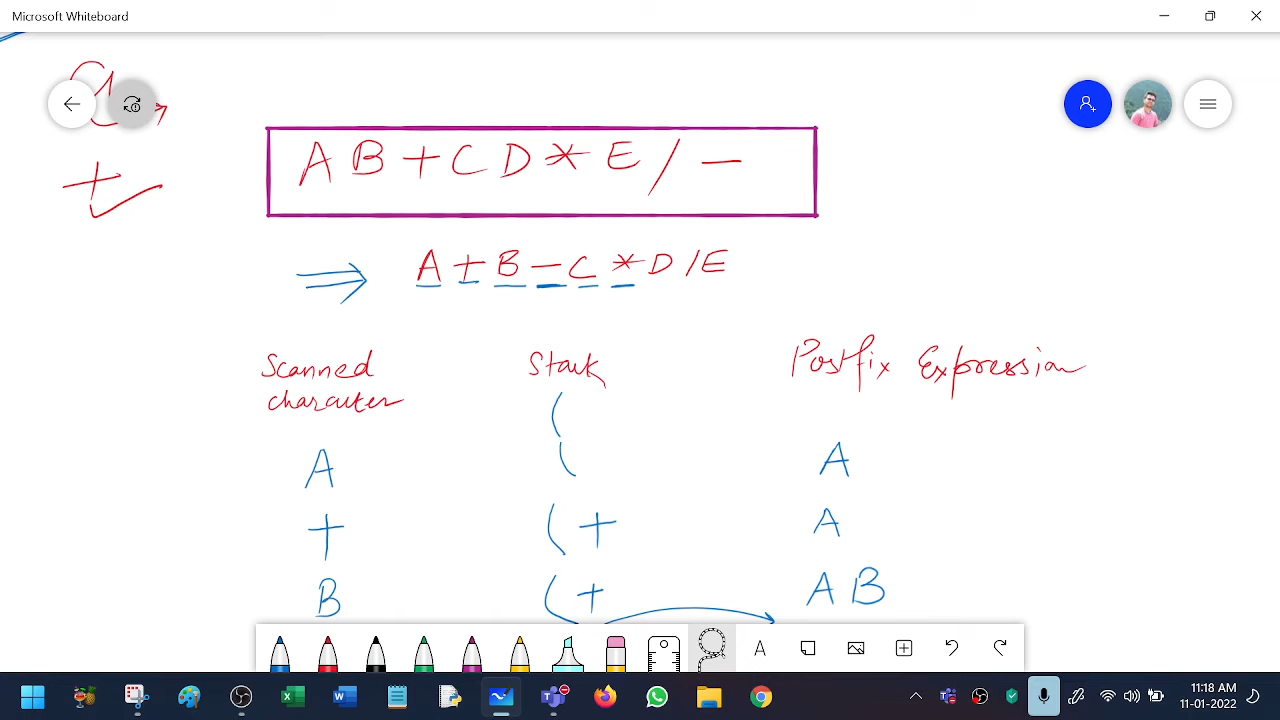 Microsoft Whiteboard
+
A B + C D * E / -
⇒ A + B - C * D / E
Scanned character Stack Postfix Expression
(
A ( A
+ ( + A
B ( + A B
A
11:18 AM
11-01-2022